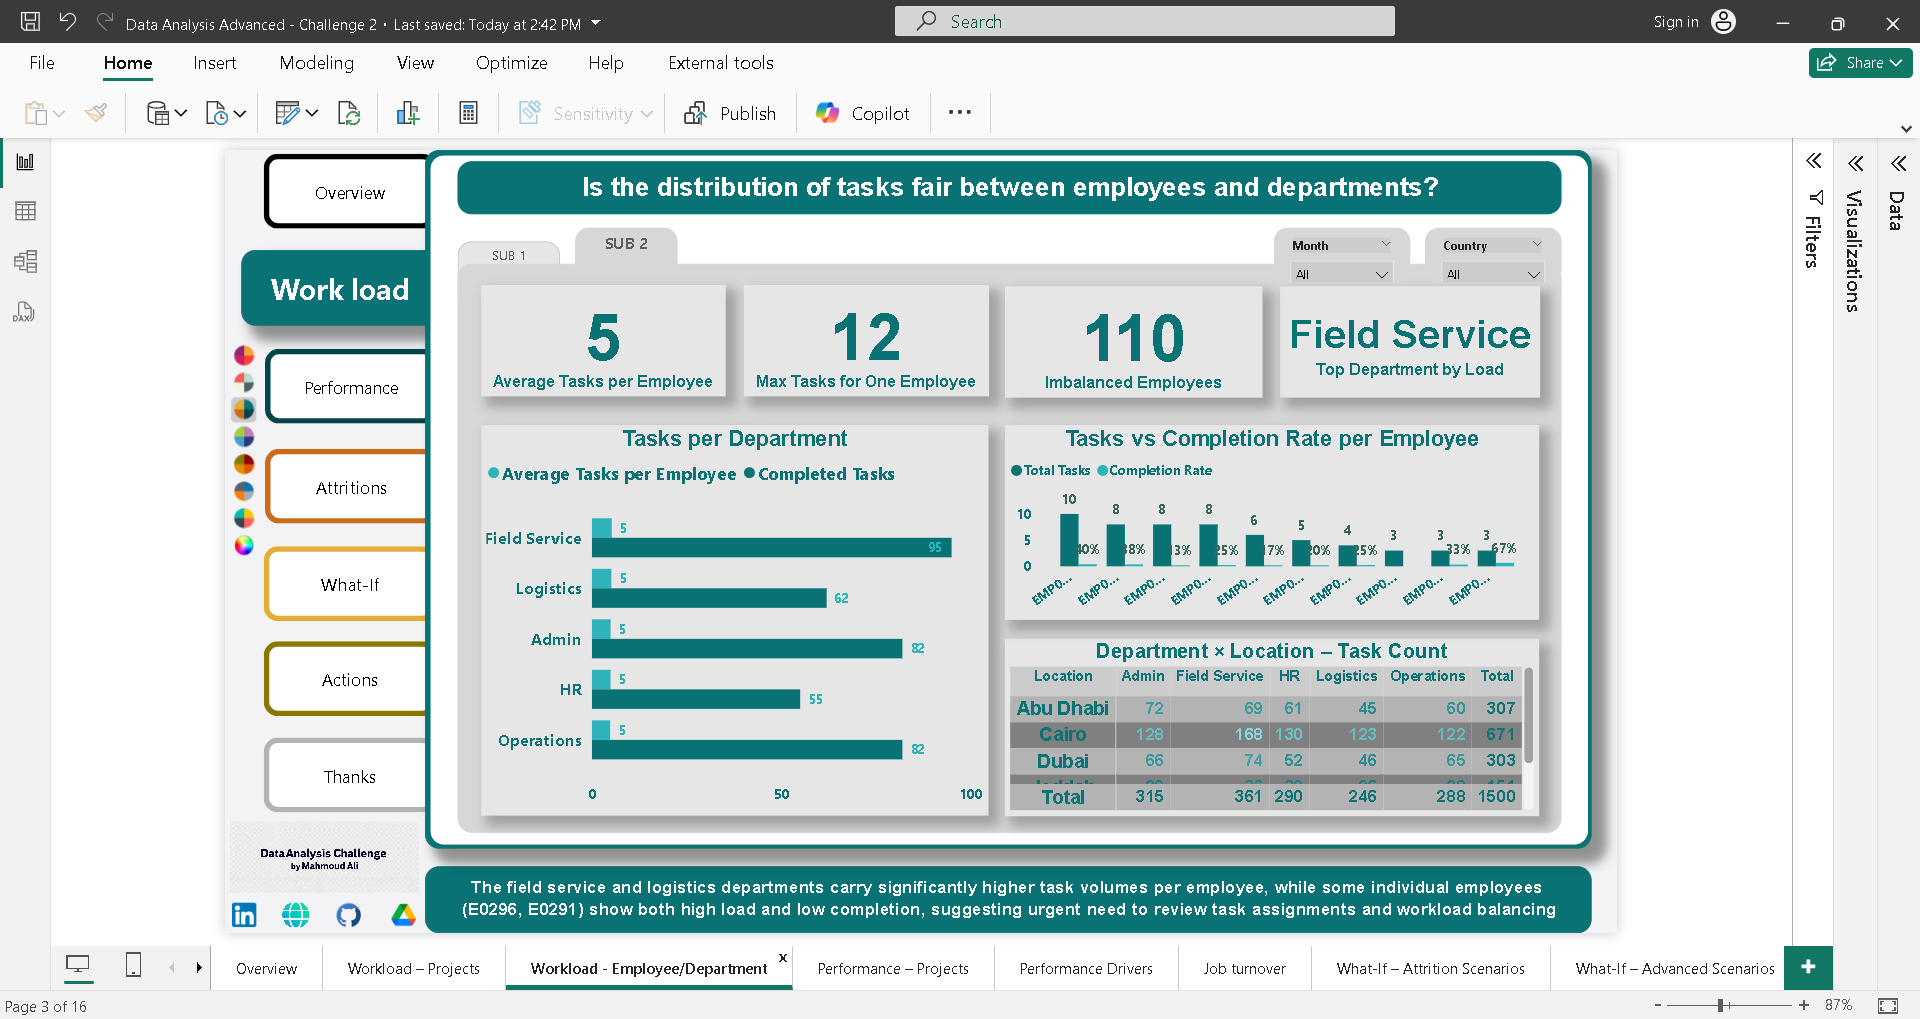 Data Analysis Advanced - Challenge 2 • Last saved: Today at 2:42 PM
Search
Sign in
File
Home
Insert
Modeling
View
Optimize
Help
External tools
Share
Sensitivity
Publish
Copilot
DAX
Overview
Work load
Performance
Attritions
What-If
Actions
Thanks
Data Analysis Challenge
by Mahmoud Ali
Is the distribution of tasks fair between employees and departments?
SUB 1
SUB 2
Month
All
Country
All
5
Average Tasks per Employee
12
Max Tasks for One Employee
110
Imbalanced Employees
Field Service
Top Department by Load
Tasks per Department
Average Tasks per Employee
Completed Tasks
Field Service
5
95
Logistics
5
62
Admin
5
82
HR
5
55
Operations
5
82
0
50
100
Tasks vs Completion Rate per Employee
Total Tasks
Completion Rate
10
5
0
10
8
8
8
6
5
4
3
3
3
40%
38%
13%
25%
17%
20%
25%
33%
67%
EMP0...
EMP0...
EMP0...
EMP0...
EMP0...
EMP0...
EMP0...
EMP0...
EMP0...
EMP0...
Department × Location – Task Count
Location Admin Field Service HR Logistics Operations Total
Abu Dhabi 72 69 61 45 60 307
Cairo 128 168 130 123 122 671
Dubai 66 74 52 46 65 303
Total 315 361 290 246 288 1500
The field service and logistics departments carry significantly higher task volumes per employee, while some individual employees
(E0296, E0291) show both high load and low completion, suggesting urgent need to review task assignments and workload balancing
Filters
Visualizations
Data
Overview
Workload – Projects
Workload - Employee/Department
x
Performance – Projects
Performance Drivers
Job turnover
What-If – Attrition Scenarios
What-If – Advanced Scenarios
Page 3 of 16
87%